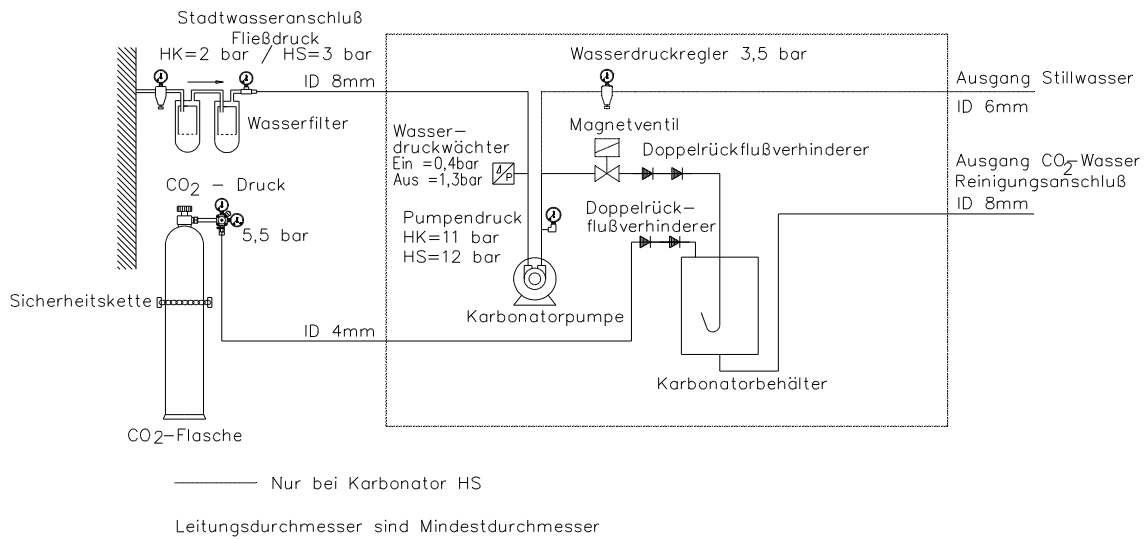 Stadtwasseranschluß
Fließdruck
HK=2 bar / HS=3 bar
ID 8mm
Wasserfilter
Wasserdruckregler 3,5 bar
Ausgang Stillwasser
ID 6mm
Magnetventil
Wasser-
druckwächter
Ein =0,4bar
Aus =1,3bar
Δ
P
Doppelrückflußverhinderer
Ausgang CO2-Wasser
Reinigungsanschluß
ID 8mm
CO2 - Druck
5,5 bar
Pumpendruck
HK=11 bar
HS=12 bar
Doppelrück-
flußverhinderer
Sicherheitskette
Karbonatorpumpe
ID 4mm
Karbonatorbehälter
CO2-Flasche
Nur bei Karbonator HS
Leitungsdurchmesser sind Mindestdurchmesser